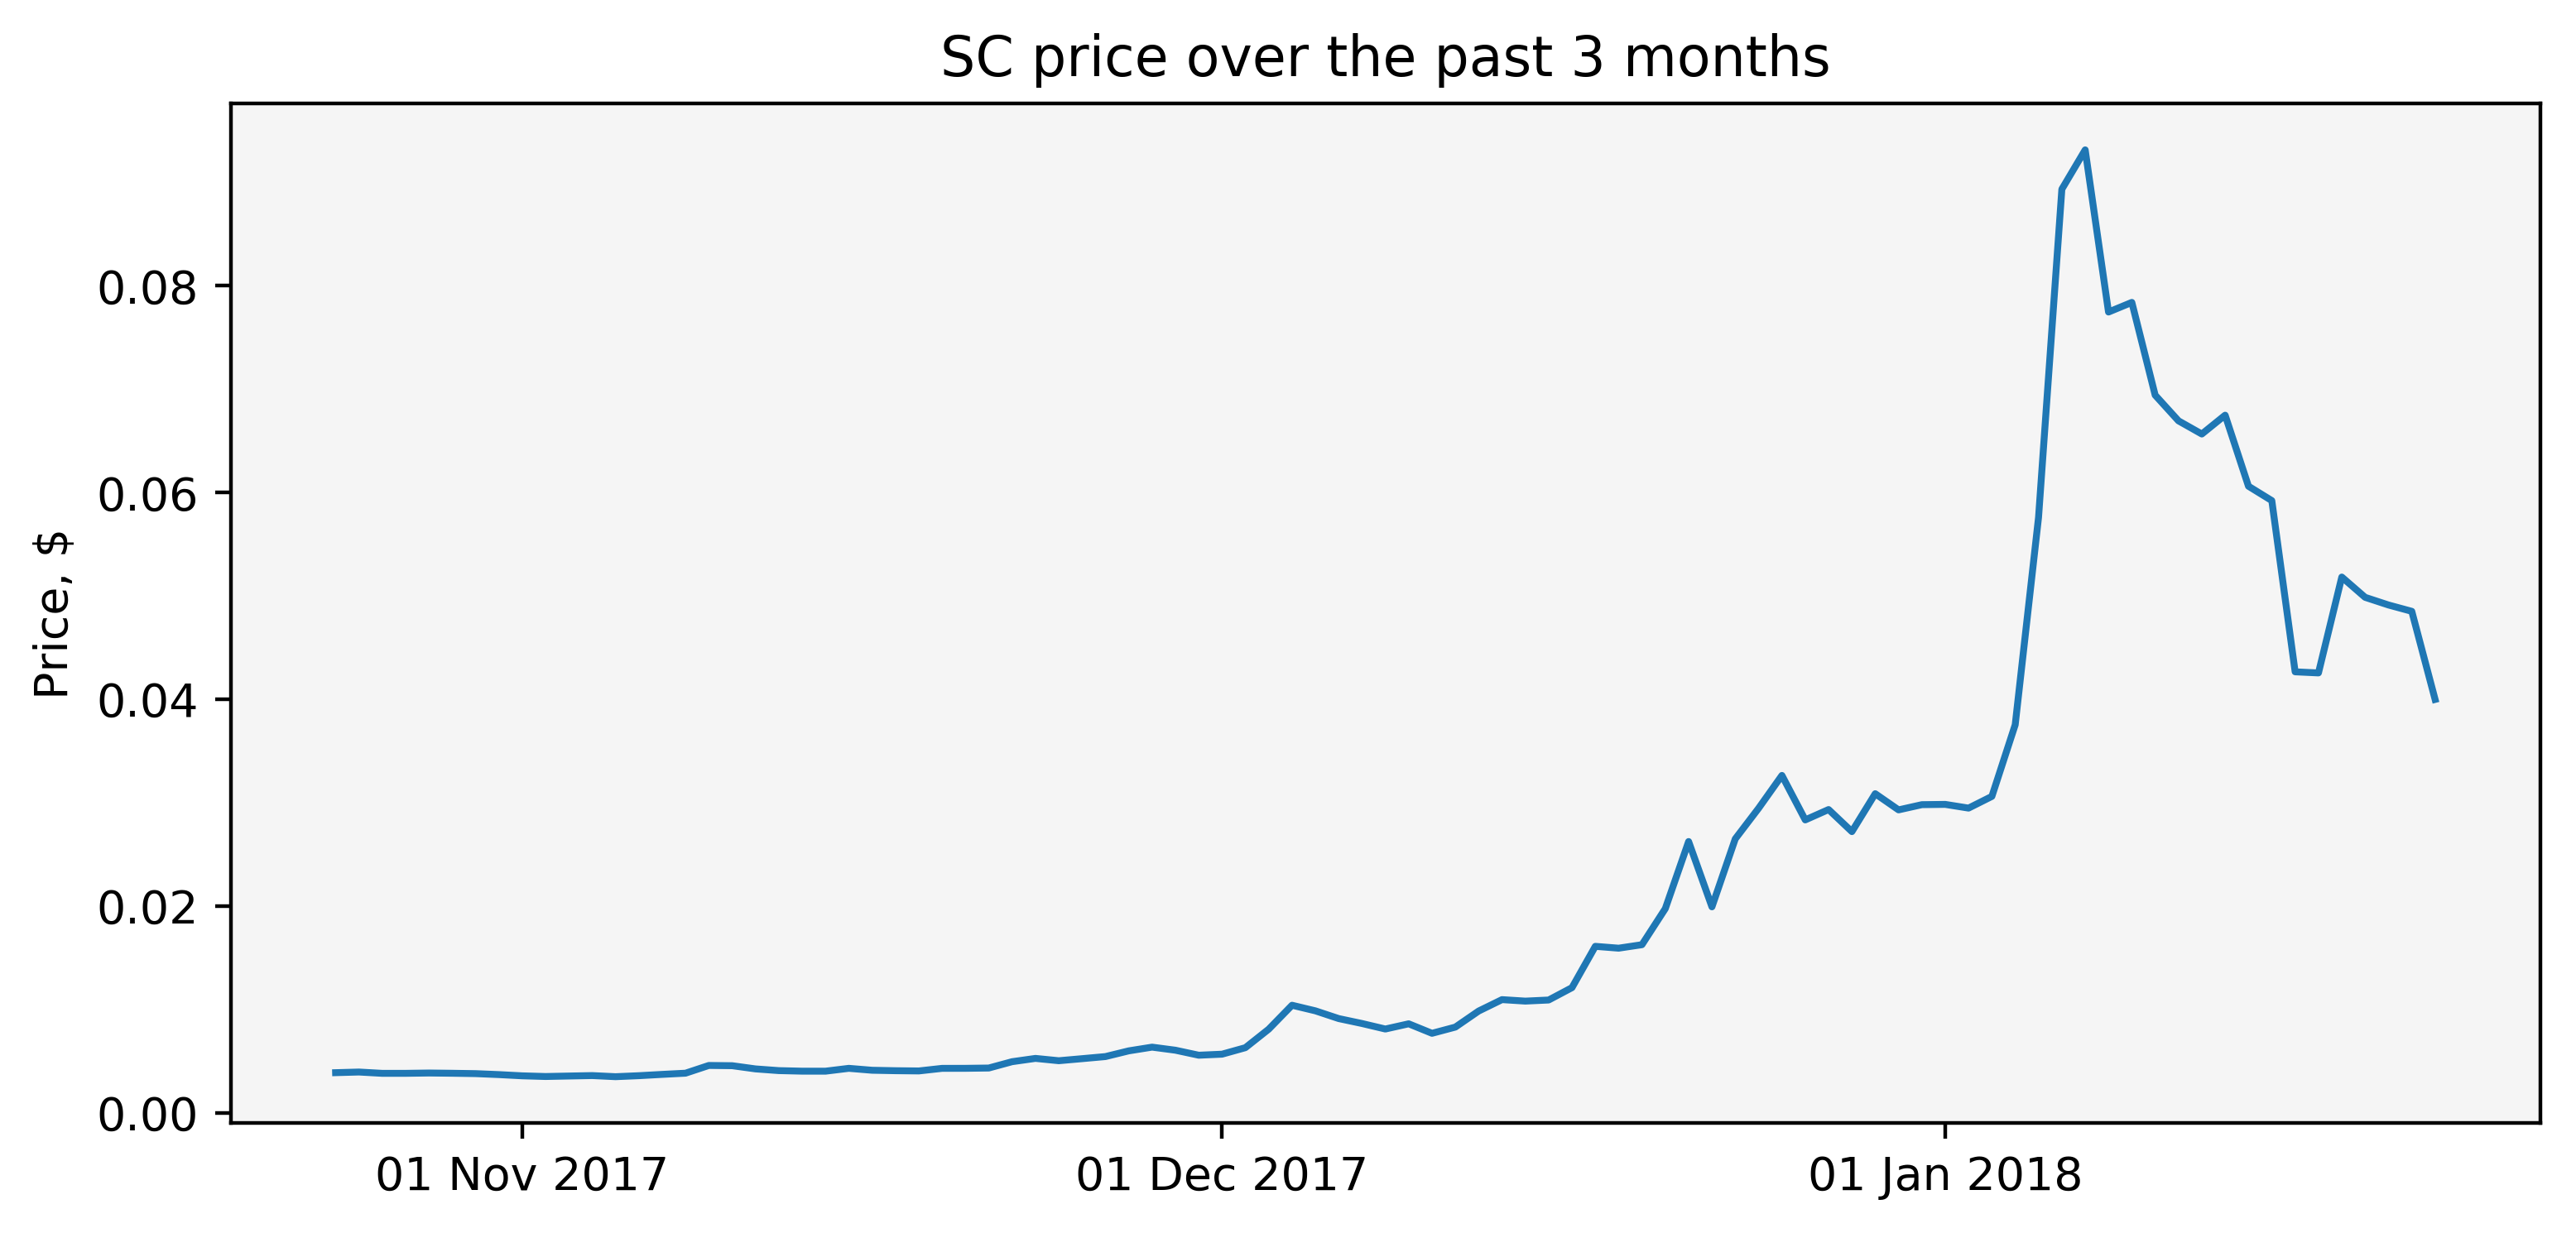 SC price over the past 3 months
Price, $
0.08
0.06
0.04
0.02
0.00
01 Nov 2017
01 Dec 2017
01 Jan 2018